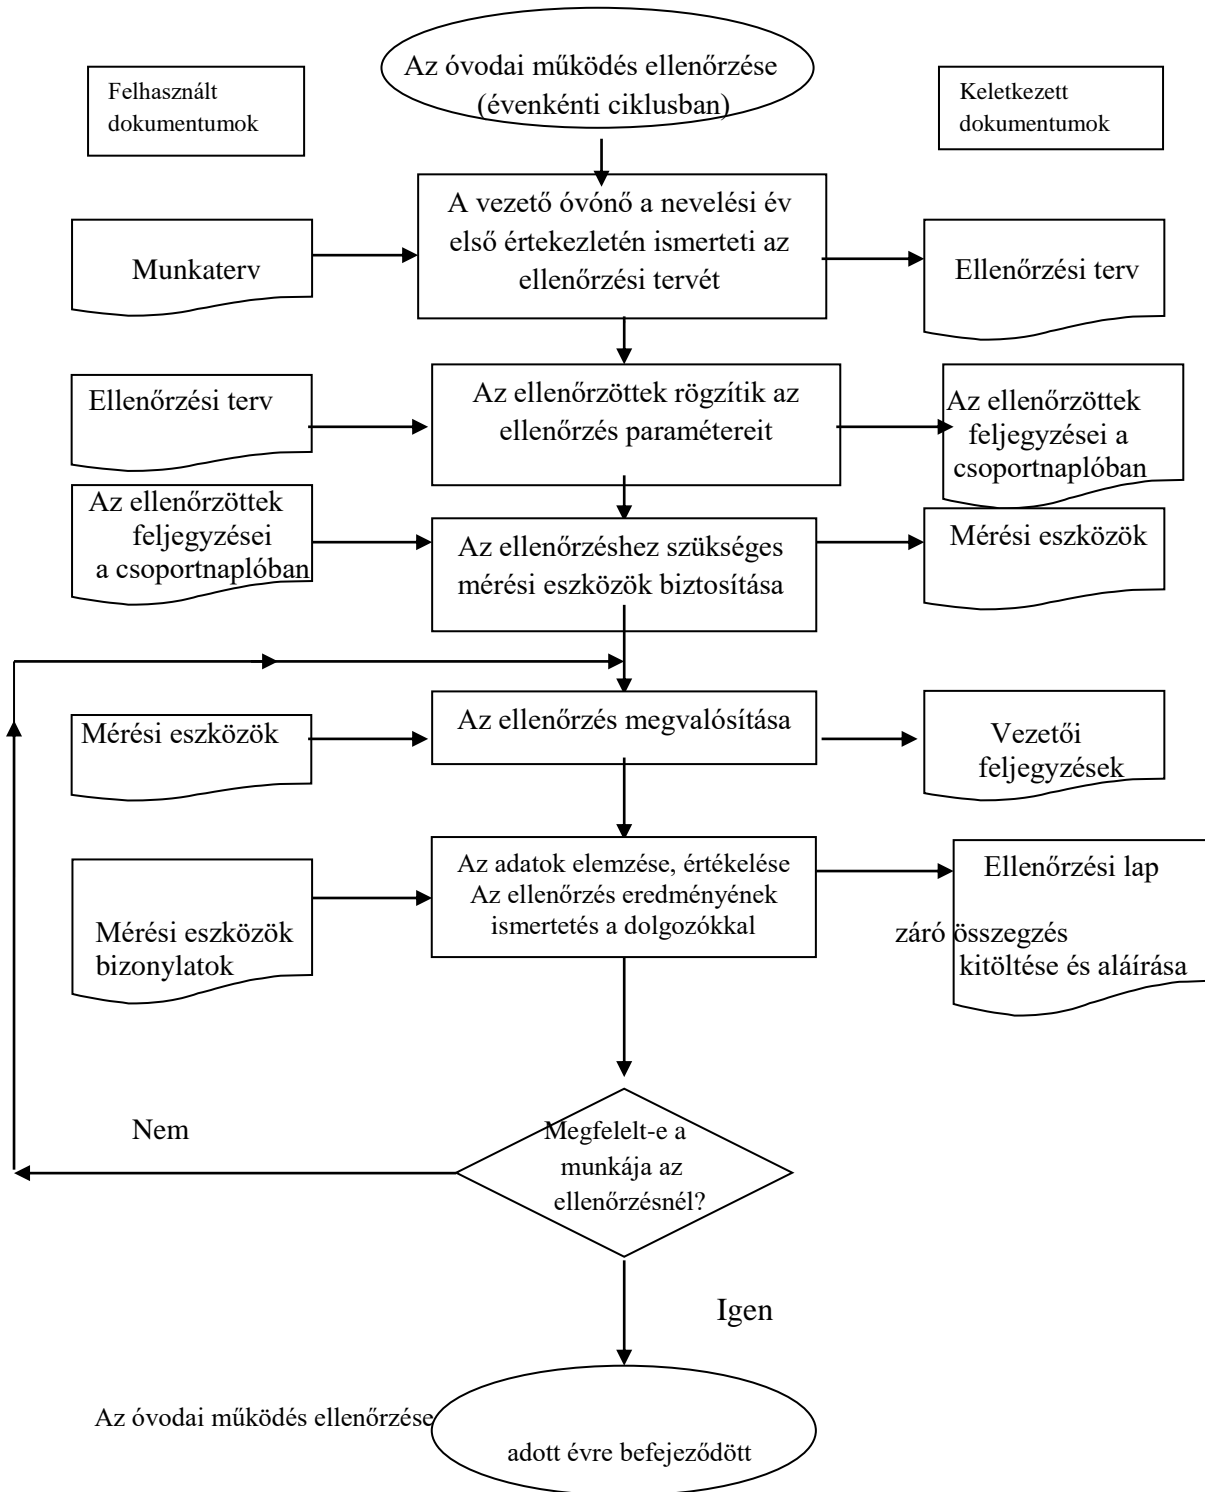 Az óvodai működés ellenőrzése
(évenkénti ciklusban)
Felhasznált
dokumentumok
Keletkezett
dokumentumok
Munkaterv
A vezető óvónő a nevelési év
első értekezletén ismerteti az
ellenőrzési tervét
Ellenőrzési terv
Ellenőrzési terv
Az ellenőrzöttek rögzítik az
ellenőrzés paramétereit
Az ellenőrzöttek
feljegyzései a
csoportnaplóban
Az ellenőrzöttek
feljegyzései
a csoportnaplóban
Az ellenőrzéshez szükséges
mérési eszközök biztosítása
Mérési eszközök
Mérési eszközök
Az ellenőrzés megvalósítása
Vezetői
feljegyzések
Mérési eszközök
bizonylatok
Az adatok elemzése, értékelése
Az ellenőrzés eredményének
ismertetés a dolgozókkal
Ellenőrzési lap
záró összegzés
kitöltése és aláírása
Nem
Megfelelt-e a
munkája az
ellenőrzésnél?
Igen
Az óvodai működés ellenőrzése
adott évre befejeződött